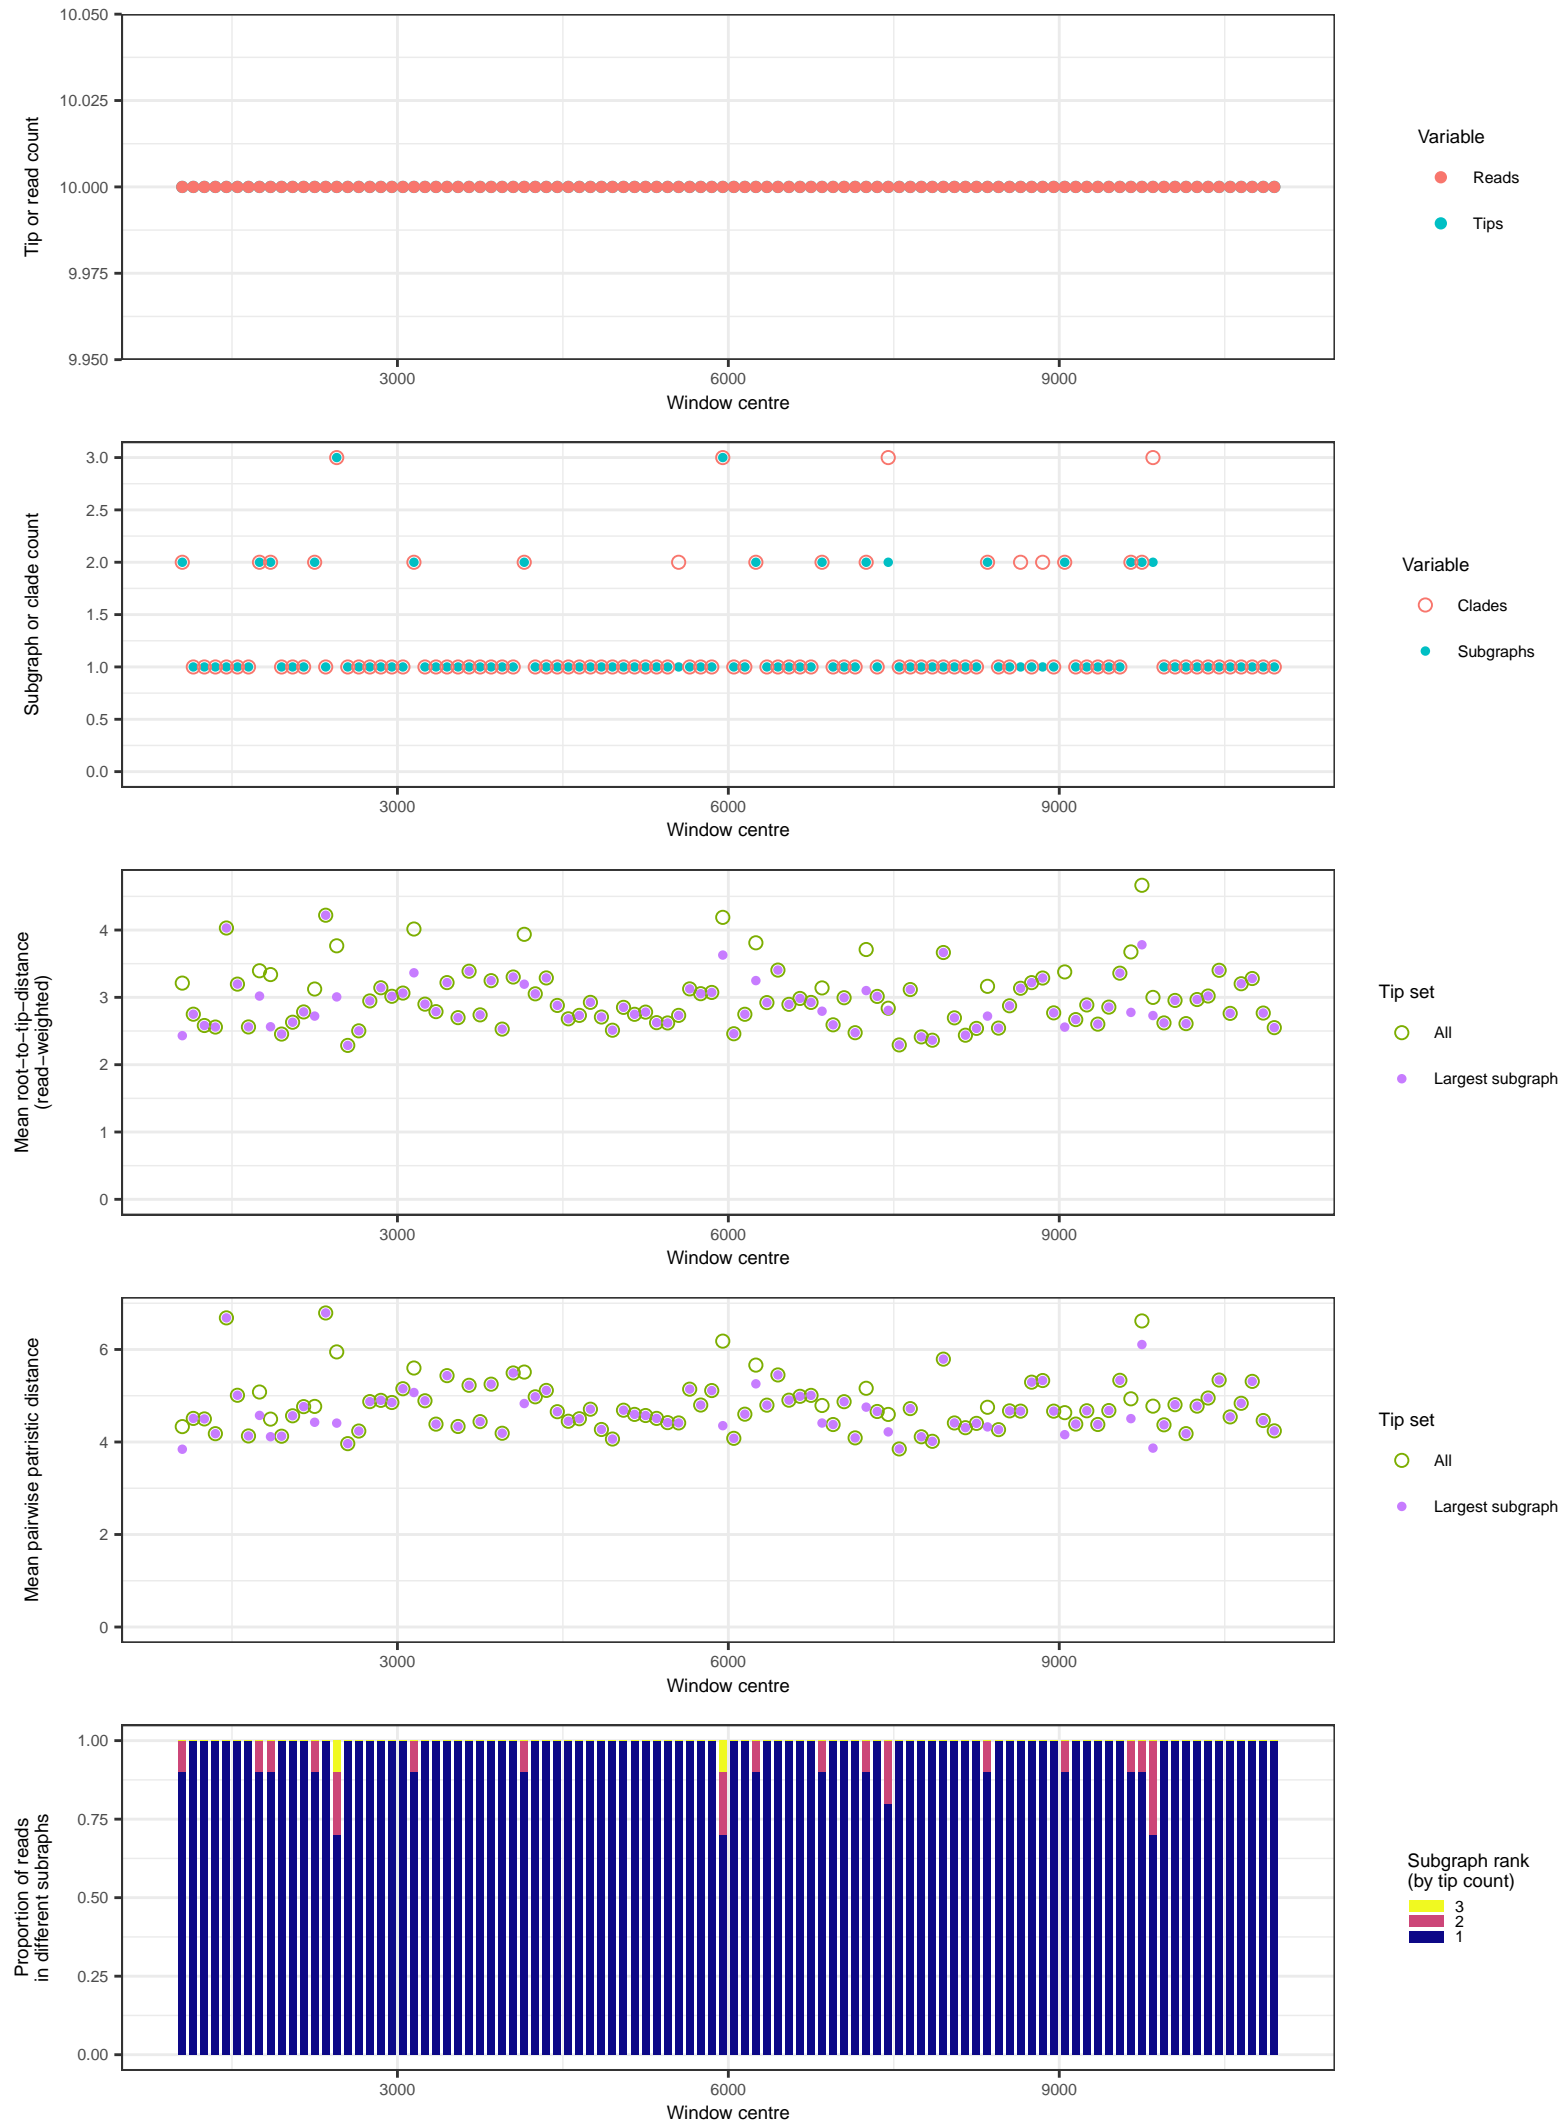 10.050
10.025
10.000
9.975
9.950
Tip or read count
3000 6000 9000
Window centre
Variable
Reads
Tips
3.0
2.5
2.0
1.5
1.0
0.5
0.0
Subgraph or clade count
3000 6000 9000
Window centre
Variable
Clades
Subgraphs
4
3
2
1
0
Mean root−to−tip−distance
(read−weighted)
3000 6000 9000
Window centre
Tip set
All
Largest subgraph
6
4
2
0
Mean pairwise patristic distance
3000 6000 9000
Window centre
Tip set
All
Largest subgraph
1.00
0.75
0.50
0.25
0.00
Proportion of reads
in different subraphs
3000 6000 9000
Window centre
Subgraph rank
(by tip count)
3
2
1